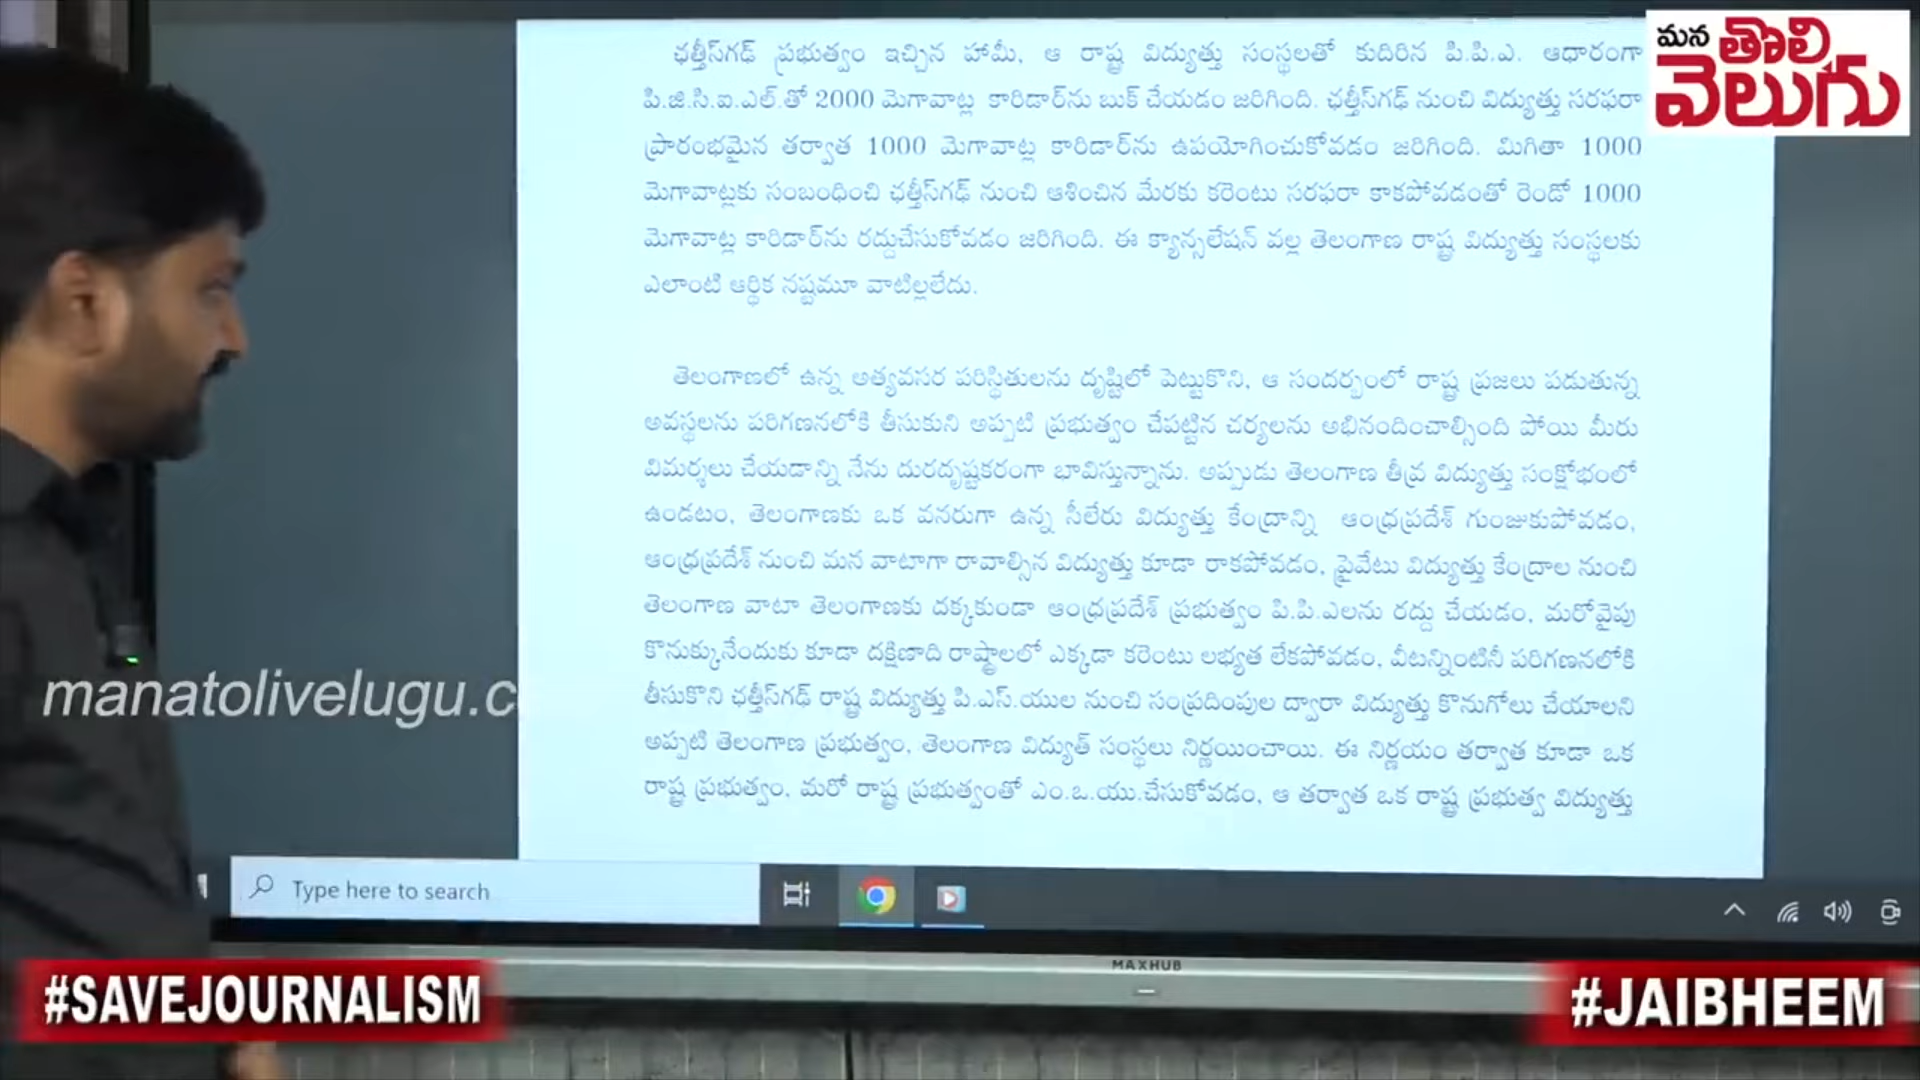 మన
తొలి
వెలుగు
ఛత్తీస్‌గఢ్ ప్రభుత్వం ఇచ్చిన హామీ, ఆ రాష్ట్ర విద్యుత్తు సంస్థలతో కుదిరిన పి.పి.ఎ. ఆధారంగా
పి.జి.సి.ఐ.ఎల్.తో 2000 మెగావాట్ల కారిడార్‌ను బుక్ చేయడం జరిగింది. ఛత్తీస్‌గఢ్ నుంచి విద్యుత్తు సరఫరా
ప్రారంభమైన తర్వాత 1000 మెగావాట్ల కారిడార్‌ను ఉపయోగించుకోవడం జరిగింది. మిగితా 1000
మెగావాట్లకు సంబంధించి ఛత్తీస్‌గఢ్ నుంచి ఆశించిన మేరకు కరెంటు సరఫరా కాకపోవడంతో రెండో 1000
మెగావాట్ల కారిడార్‌ను రద్దుచేసుకోవడం జరిగింది. ఈ క్యాన్సలేషన్ వల్ల తెలంగాణ రాష్ట్ర విద్యుత్తు సంస్థలకు
ఎలాంటి ఆర్థిక నష్టమూ వాటిల్లలేదు.
తెలంగాణలో ఉన్న అత్యవసర పరిస్థితులను దృష్టిలో పెట్టుకొని, ఆ సందర్భంలో రాష్ట్ర ప్రజలు పడుతున్న
అవస్థలను పరిగణనలోకి తీసుకుని అప్పటి ప్రభుత్వం చేపట్టిన చర్యలను అభినందించాల్సింది పోయి మీరు
విమర్శలు చేయడాన్ని నేను దురదృష్టకరంగా భావిస్తున్నాను. అప్పుడు తెలంగాణ తీవ్ర విద్యుత్తు సంక్షోభంలో
ఉండటం, తెలంగాణకు ఒక వనరుగా ఉన్న సీలేరు విద్యుత్తు కేంద్రాన్ని ఆంధ్రప్రదేశ్ గుంజుకుపోవడం,
ఆంధ్రప్రదేశ్ నుంచి మన వాటాగా రావాల్సిన విద్యుత్తు కూడా రాకపోవడం, ప్రైవేటు విద్యుత్తు కేంద్రాల నుంచి
తెలంగాణ వాటా తెలంగాణకు దక్కకుండా ఆంధ్రప్రదేశ్ ప్రభుత్వం పి.పి.ఎలను రద్దు చేయడం, మరోవైపు
కొనుక్కునేందుకు కూడా దక్షిణాది రాష్ట్రాలలో ఎక్కడా కరెంటు లభ్యత లేకపోవడం, వీటన్నింటినీ పరిగణనలోకి
తీసుకొని ఛత్తీస్‌గఢ్ రాష్ట్ర విద్యుత్తు పి.ఎస్.యుల నుంచి సంప్రదింపుల ద్వారా విద్యుత్తు కొనుగోలు చేయాలని
అప్పటి తెలంగాణ ప్రభుత్వం, తెలంగాణ విద్యుత్ సంస్థలు నిర్ణయించాయి. ఈ నిర్ణయం తర్వాత కూడా ఒక
రాష్ట్ర ప్రభుత్వం, మరో రాష్ట్ర ప్రభుత్వంతో ఎం.ఒ.యు.చేసుకోవడం, ఆ తర్వాత ఒక రాష్ట్ర ప్రభుత్వ విద్యుత్తు
manatolivelugu.c
Type here to search
MAXHUB
#SAVEJOURNALISM
#JAIBHEEM